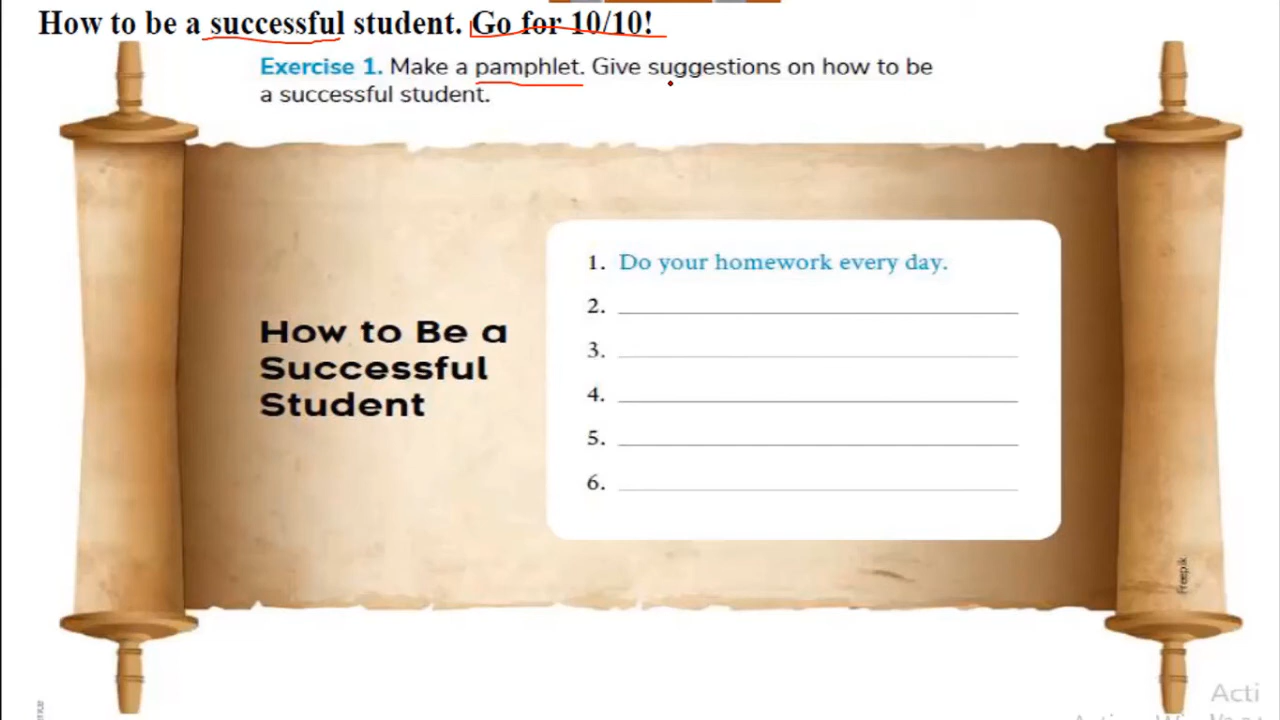 How to be a successful student. Go for 10/10!
Exercise 1. Make a pamphlet. Give suggestions on how to be
a successful student.
How to Be a
Successful
Student
1. Do your homework every day.
2.
3.
4.
5.
6.
Freepik
Acti